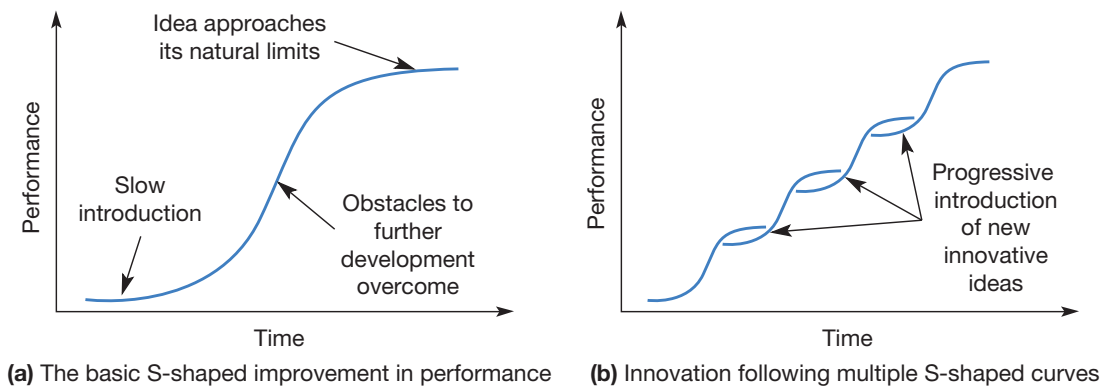 Idea approaches
its natural limits
Performance
Slow
introduction
Obstacles to
further
development
overcome
Time
(a) The basic S-shaped improvement in performance
Performance
Progressive
introduction
of new
innovative
ideas
Time
(b) Innovation following multiple S-shaped curves